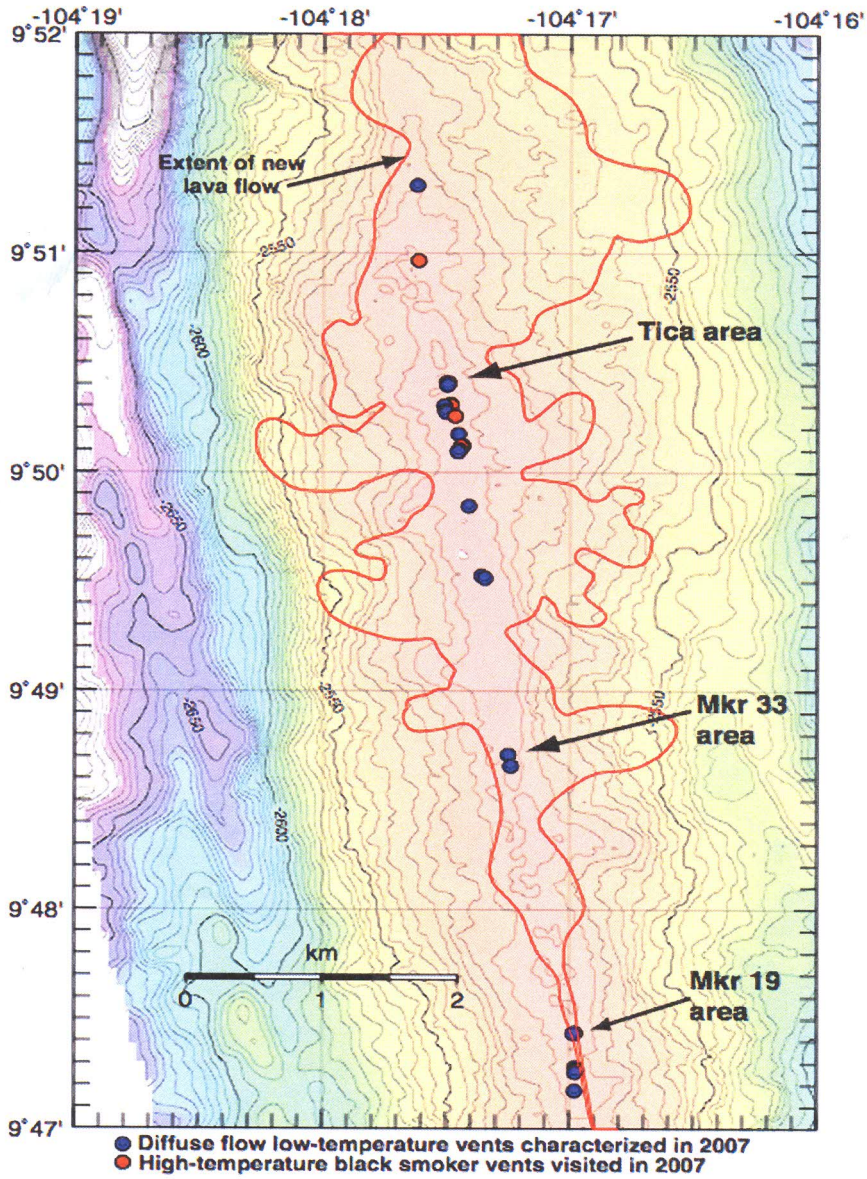 -104°19' -104°18' -104°17' -104°16'
9°52'
Extent of new
lava flow
9°51'
-2550
-2550
-2600
Tica area
9°50'
-2650
9°49'
-2550
-2550
-2650
Mkr 33
area
-2600
9°48'
km
0 1 2
Mkr 19
area
9°47'
Diffuse flow low-temperature vents characterized in 2007
High-temperature black smoker vents visited in 2007